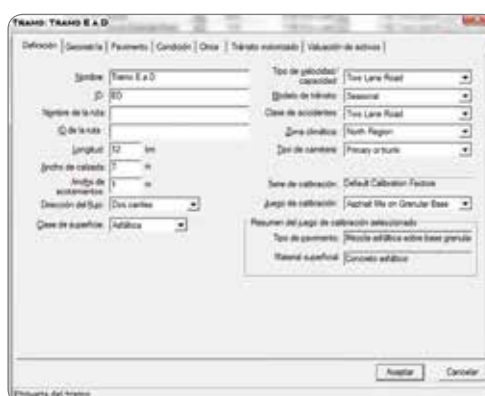 TRAMO: TRAMO E A D
Definición Geometría Pavimento Condición Otros Tránsito motorizado Valuación de activos
Nombre: Tramo E a D
ID: ED
Nombre de la ruta:
ID de la ruta:
Longitud: 12 km
Ancho de calzada: 7 m
Ancho de acotamientos: 1 m
Dirección del flujo: Dos carriles
Clase de superficie: Asfáltica
Tipo de velocidad/
capacidad: Two Lane Road
Modelo de tránsito: Seasonal
Clase de accidentes: Two Lane Road
Zona climática: North Region
Tipo de carretera: Primary or trunk
Serie de calibración: Default Calibration Factors
Juego de calibración: Asphalt Mix on Granular Base
Resumen del juego de calibración seleccionado
Tipo de pavimento: Mezcla asfáltica sobre base granular
Material superficial: Concreto asfáltico
Aceptar Cancelar
Etiqueta del tramo